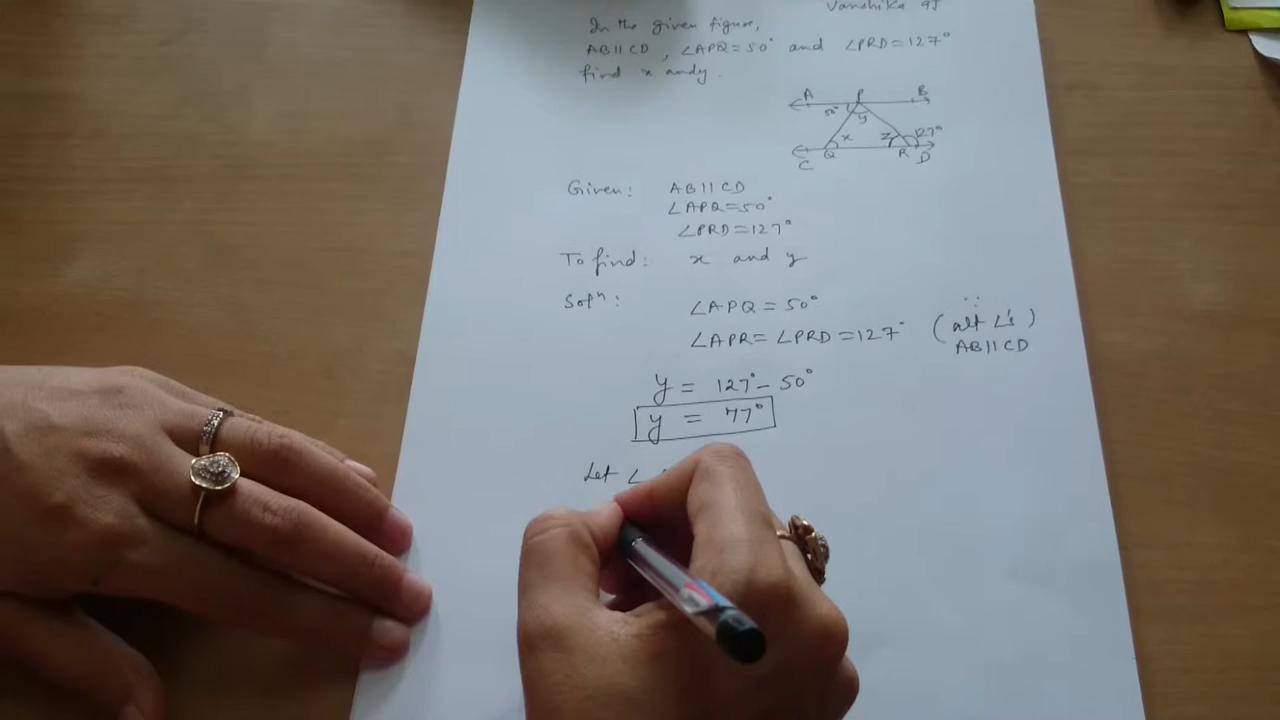 Vanshika 9J
In the given figure,
AB||CD, ∠APQ=50° and ∠PRD=127°
find x and y.
A P B
50° y
x z 127°
C Q R D
Given: AB||CD
∠APQ=50°
∠PRD=127°
To find: x and y
Solⁿ: ∠APQ=50°
∠APR=∠PRD=127° (∵ alt ∠'s)
AB||CD
y = 127°-50°
y = 77°
Let ∠